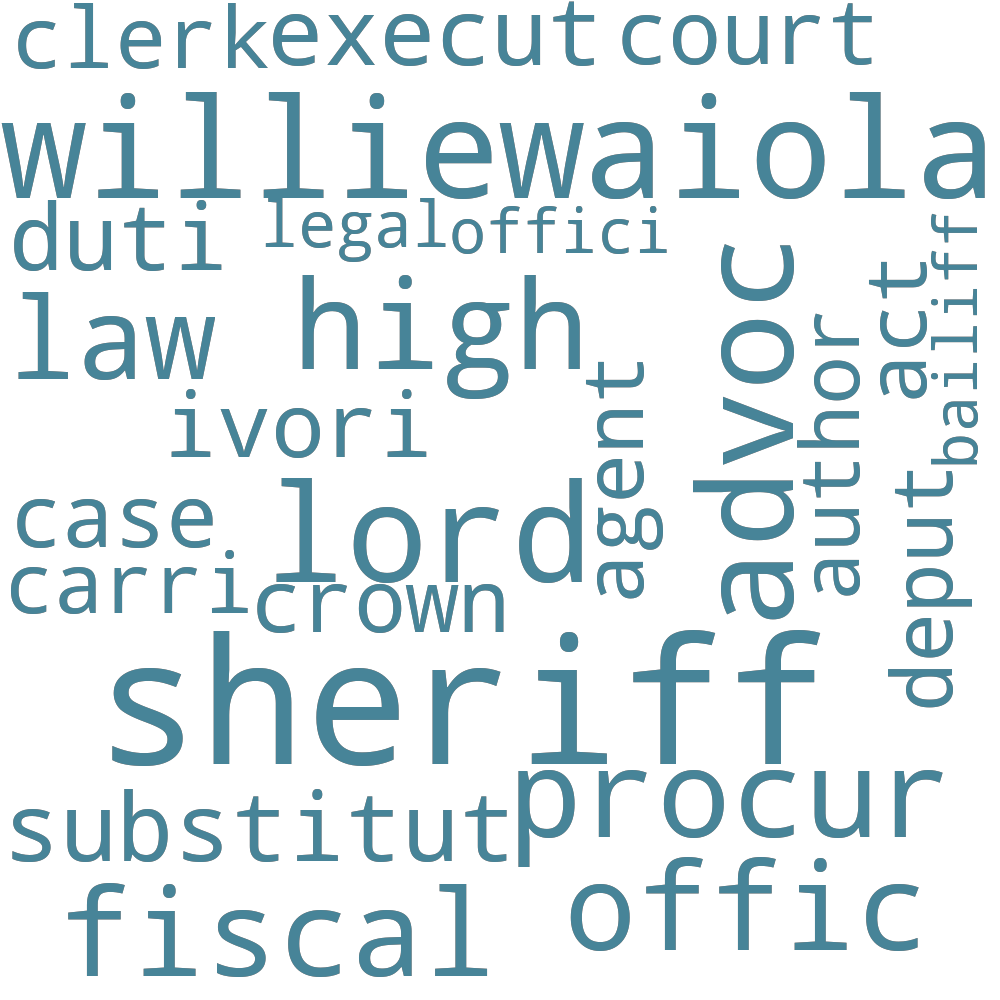 clerk execut court
williewaiola
duti legal offici
law high
ivori
case lord
carri crown
sheriff
procur
substitut
fiscal offic
agent
advoc
author
act
bailiff
deput